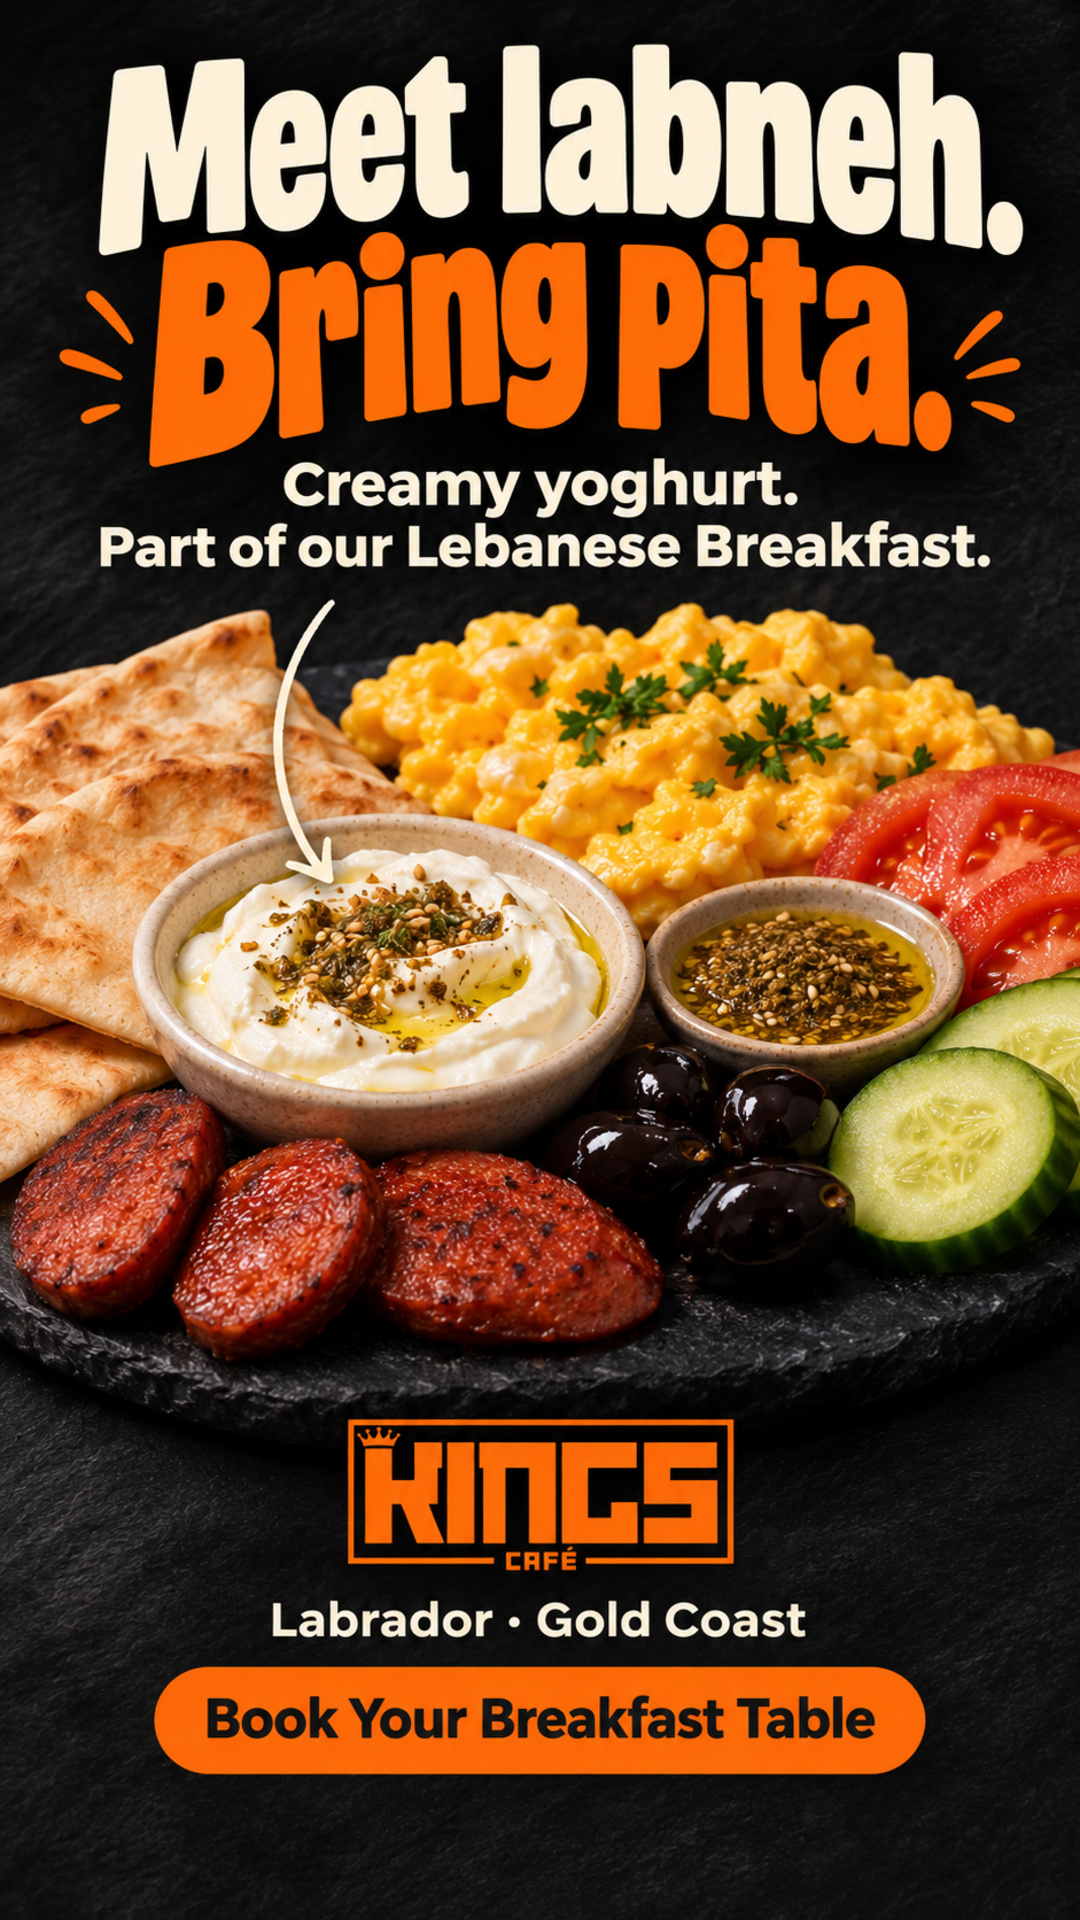 Meet labneh.
Bring pita.
Creamy yoghurt.
Part of our Lebanese Breakfast.
KINGS
CAFÉ
Labrador · Gold Coast
Book Your Breakfast Table